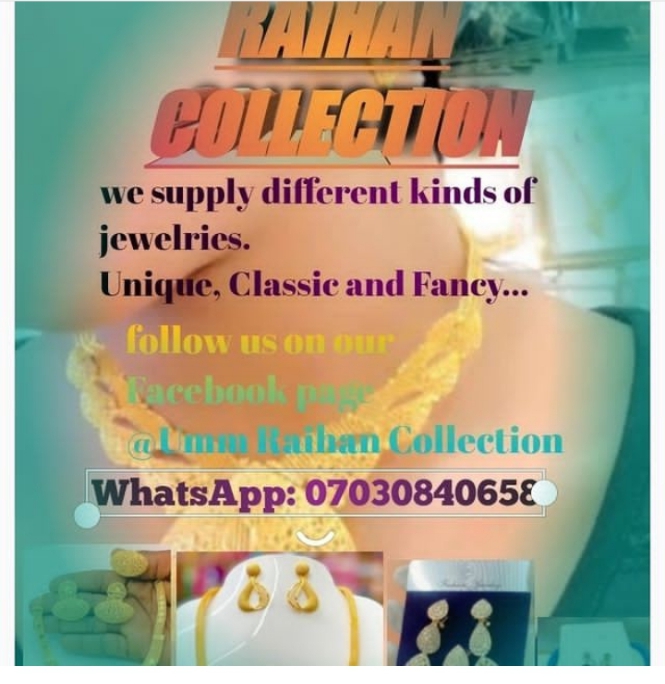 RAIHAN
COLLECTION
we supply different kinds of
jewelries.
Unique, Classic and Fancy...
follow us on our
Facebook page
@Umm Raihan Collection
WhatsApp: 07030840658